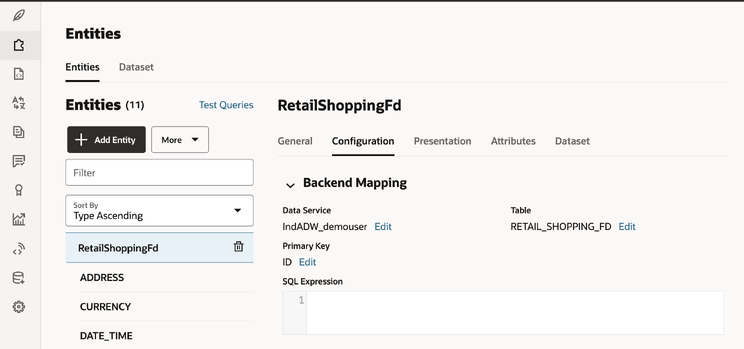 Entities
Entities Dataset
Entities (11) Test Queries
+ Add Entity More
Filter
Sort By
Type Ascending
RetailShoppingFd
ADDRESS
CURRENCY
DATE_TIME
RetailShoppingFd
General Configuration Presentation Attributes Dataset
Backend Mapping
Data Service Table
IndADW_demouser Edit RETAIL_SHOPPING_FD Edit
Primary Key
ID Edit
SQL Expression
1